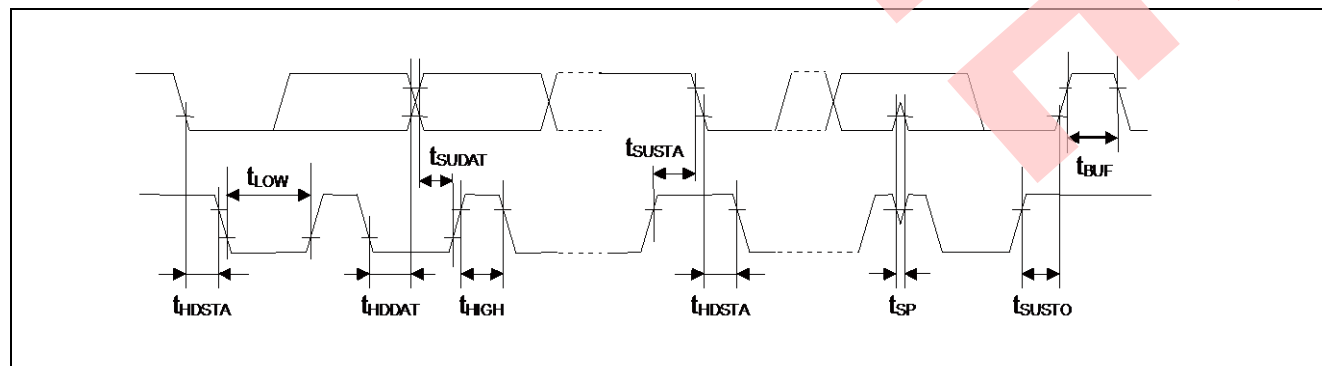 tSUDAT
tSUSTA
tBUF
tLOW
tHDSTA
tHDDAT
tHIGH
tHDSTA
tSP
tSUSTO